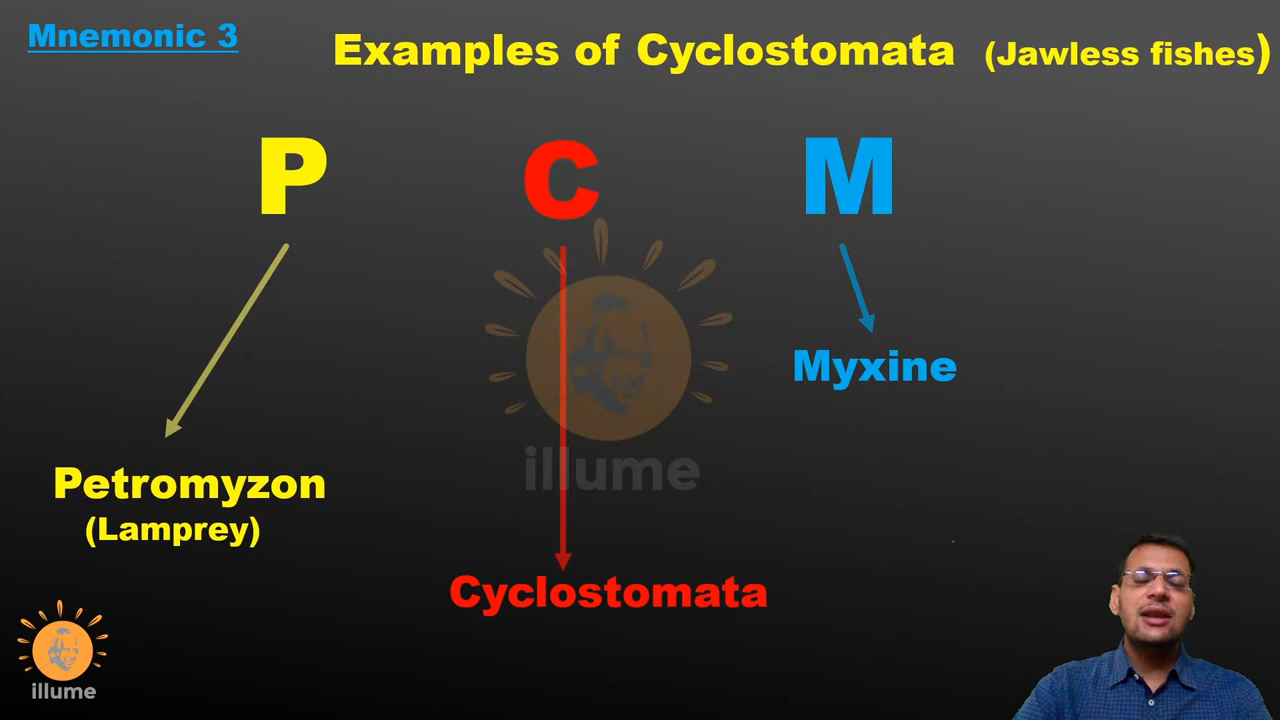 Mnemonic 3
Examples of Cyclostomata (Jawless fishes)
P C M
Myxine
illume
Petromyzon
(Lamprey)
Cyclostomata
illume